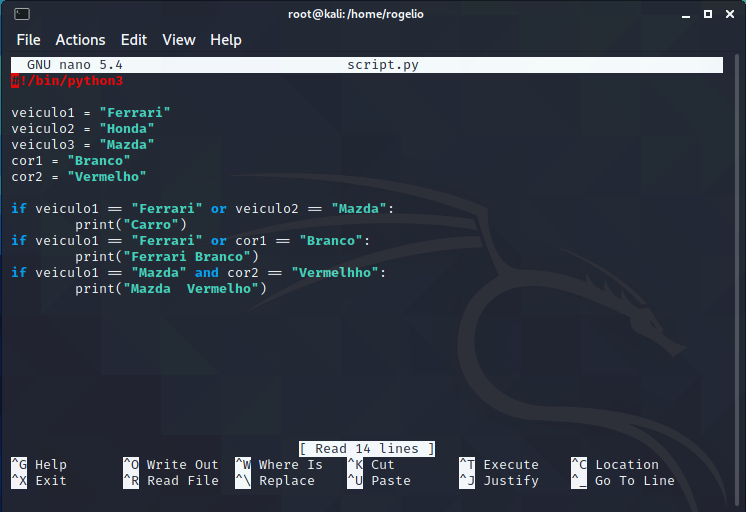 root@kali: /home/rogelio
File Actions Edit View Help
GNU nano 5.4 script.py
#!/bin/python3
veiculo1 = "Ferrari"
veiculo2 = "Honda"
veiculo3 = "Mazda"
cor1 = "Branco"
cor2 = "Vermelho"
if veiculo1 == "Ferrari" or veiculo2 == "Mazda":
print("Carro")
if veiculo1 == "Ferrari" or cor1 == "Branco":
print("Ferrari Branco")
if veiculo1 == "Mazda" and cor2 == "Vermelhho":
print("Mazda  Vermelho")
[ Read 14 lines ]
^G Help ^O Write Out ^W Where Is ^K Cut ^T Execute ^C Location
^X Exit ^R Read File ^\ Replace ^U Paste ^J Justify ^_ Go To Line